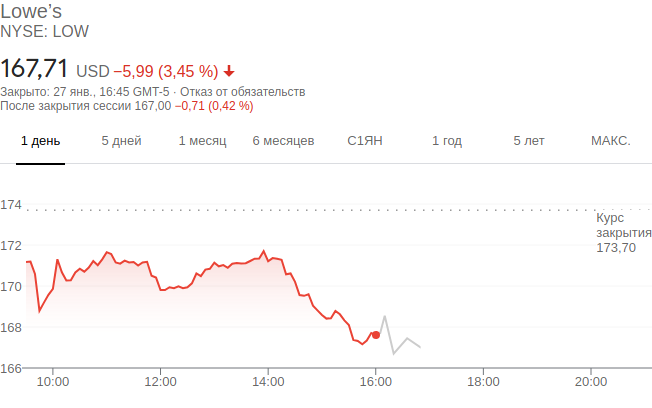 Lowe’s
NYSE: LOW
167,71 USD −5,99 (3,45 %)
Закрыто: 27 янв., 16:45 GMT-5 · Отказ от обязательств
После закрытия сессии 167,00 −0,71 (0,42 %)
1 день 5 дней 1 месяц 6 месяцев С1ЯН 1 год 5 лет МАКС.
174
Курс
закрытия
173,70
172
170
168
166
10:00 12:00 14:00 16:00 18:00 20:00